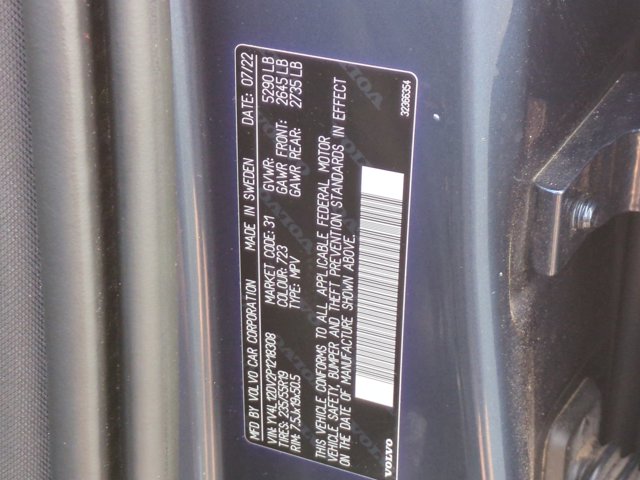 MFD BY VOLVO CAR CORPORATION MADE IN SWEDEN DATE: 07/22
VIN: YV4L12DV2P1218308 MARKET CODE: 31 GVWR: 5290 LB
TIRES: 235/55R19 COLOUR: 723 GAWR FRONT: 2645 LB
RIM: 7,5Jx19x50,5 TYPE: MPV GAWR REAR: 2735 LB
THIS VEHICLE CONFORMS TO ALL APPLICABLE FEDERAL MOTOR
VEHICLE SAFETY, BUMPER AND THEFT PREVENTION STANDARDS IN EFFECT
ON THE DATE OF MANUFACTURE SHOWN ABOVE.
VOLVO 32366354